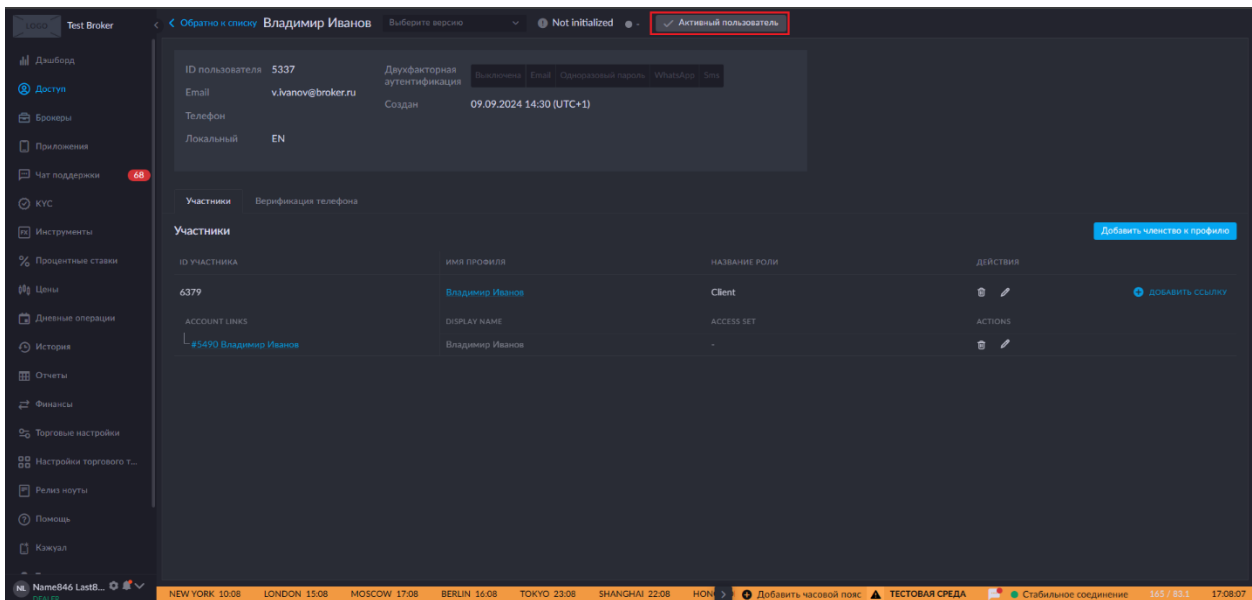 LOGO Test Broker
Обратно к списку Владимир Иванов Выберите версию Not initialized - Активный пользователь
Дэшборд
Доступ
Брокеры
Приложения
Чат поддержки 68
KYC
Инструменты
Процентные ставки
Цены
Дневные операции
История
Отчеты
Финансы
Торговые настройки
Настройки торгового т...
Релиз ноуты
Помощь
Кэжуал
NL Name846 Last8...
DEALER
ID пользователя 5337
Email v.ivanov@broker.ru
Телефон
Локальный EN
Двухфакторная
аутентификация
Выключена Email Одноразовый пароль WhatsApp Sms
Создан 09.09.2024 14:30 (UTC+1)
Участники Верификация телефона
Участники Добавить членство к профилю
ID УЧАСТНИКА ИМЯ ПРОФИЛЯ НАЗВАНИЕ РОЛИ ДЕЙСТВИЯ
6379 Владимир Иванов Client ДОБАВИТЬ ССЫЛКУ
ACCOUNT LINKS DISPLAY NAME ACCESS SET ACTIONS
#5490 Владимир Иванов Владимир Иванов -
NEW YORK 10:08 LONDON 15:08 MOSCOW 17:08 BERLIN 16:08 TOKYO 23:08 SHANGHAI 22:08 HON Добавить часовой пояс ТЕСТОВАЯ СРЕДА Стабильное соединение 165 / 83.1 17:08:07